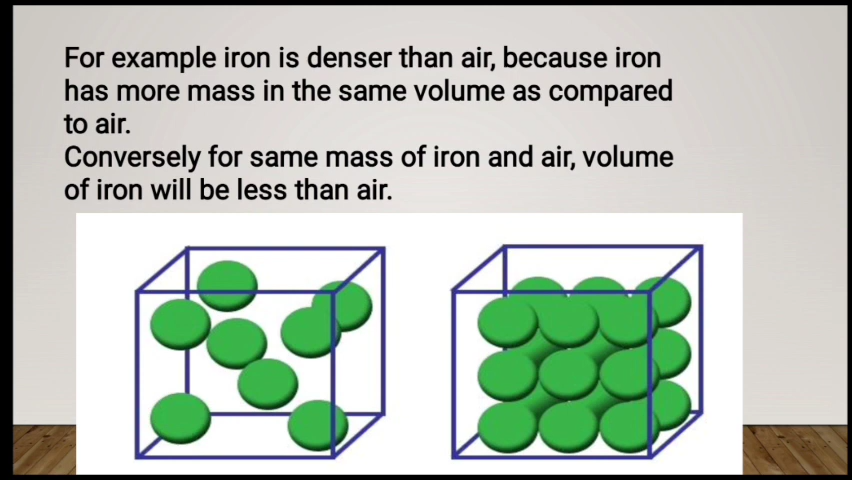 For example iron is denser than air, because iron
has more mass in the same volume as compared
to air.
Conversely for same mass of iron and air, volume
of iron will be less than air.